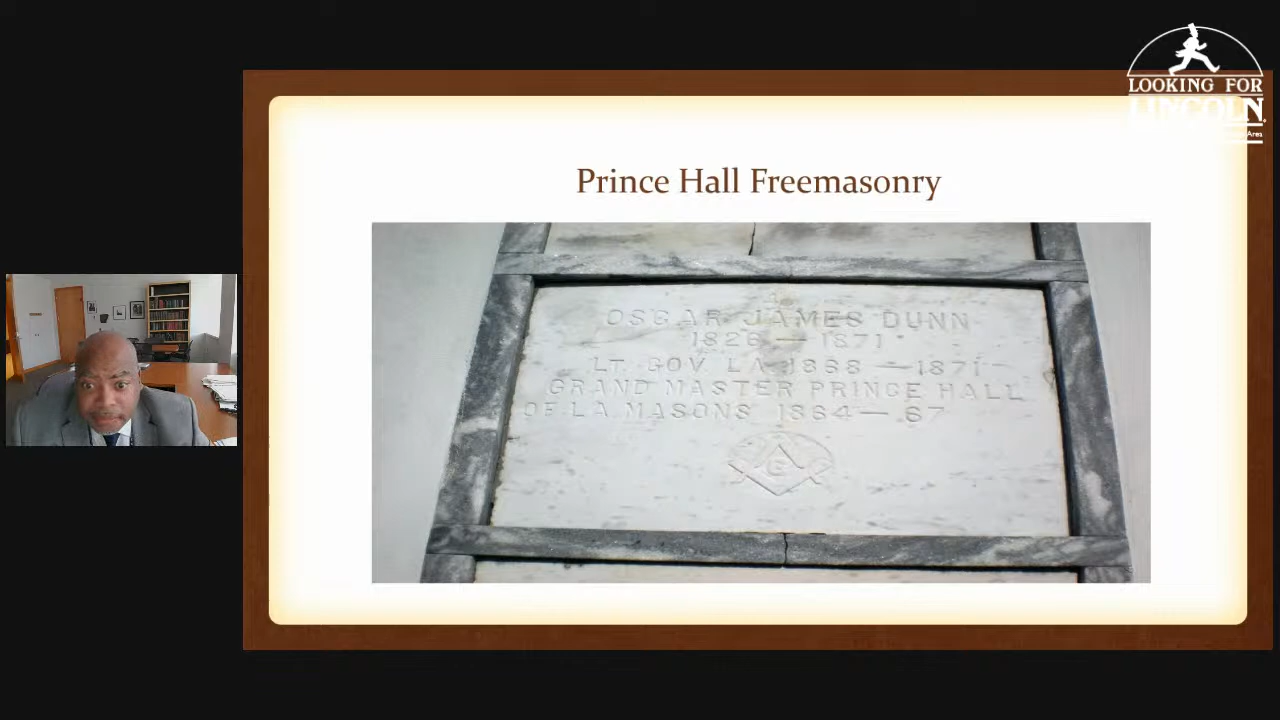 LOOKING FOR
LINCOLN
Area
Prince Hall Freemasonry
OSCAR JAMES DUNN
1826 — 1871
LT. GOV. LA 1868 — 1871
GRAND MASTER PRINCE HALL
OF LA. MASONS 1864 — 67
G